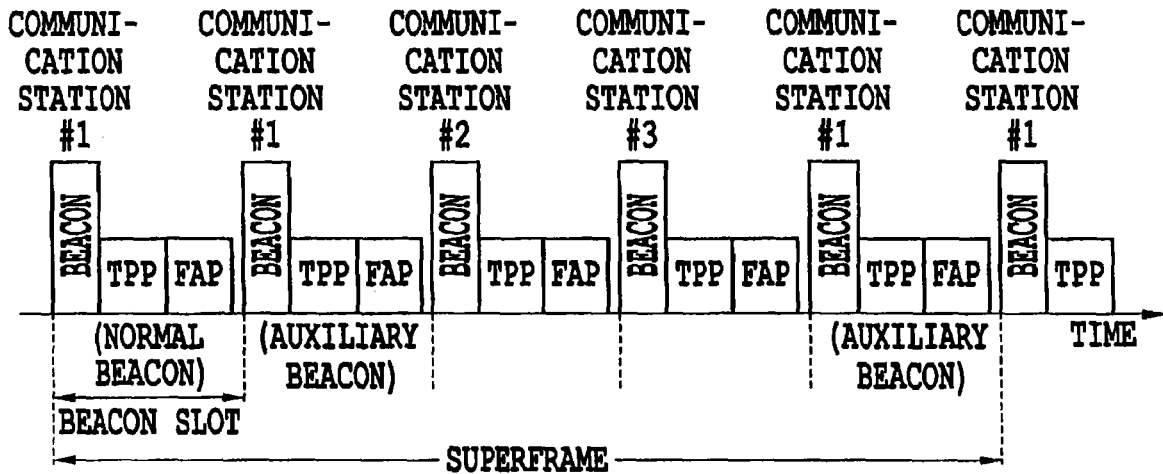 COMMUNI- COMMUNI- COMMUNI- COMMUNI- COMMUNI- COMMUNI-
CATION CATION CATION CATION CATION CATION
STATION STATION STATION STATION STATION STATION
#1 #1 #2 #3 #1 #1
BEACON TPP FAP BEACON TPP FAP BEACON TPP FAP BEACON TPP FAP BEACON TPP FAP BEACON TPP
(NORMAL (AUXILIARY (AUXILIARY TIME
BEACON) BEACON) BEACON)
BEACON SLOT
SUPERFRAME